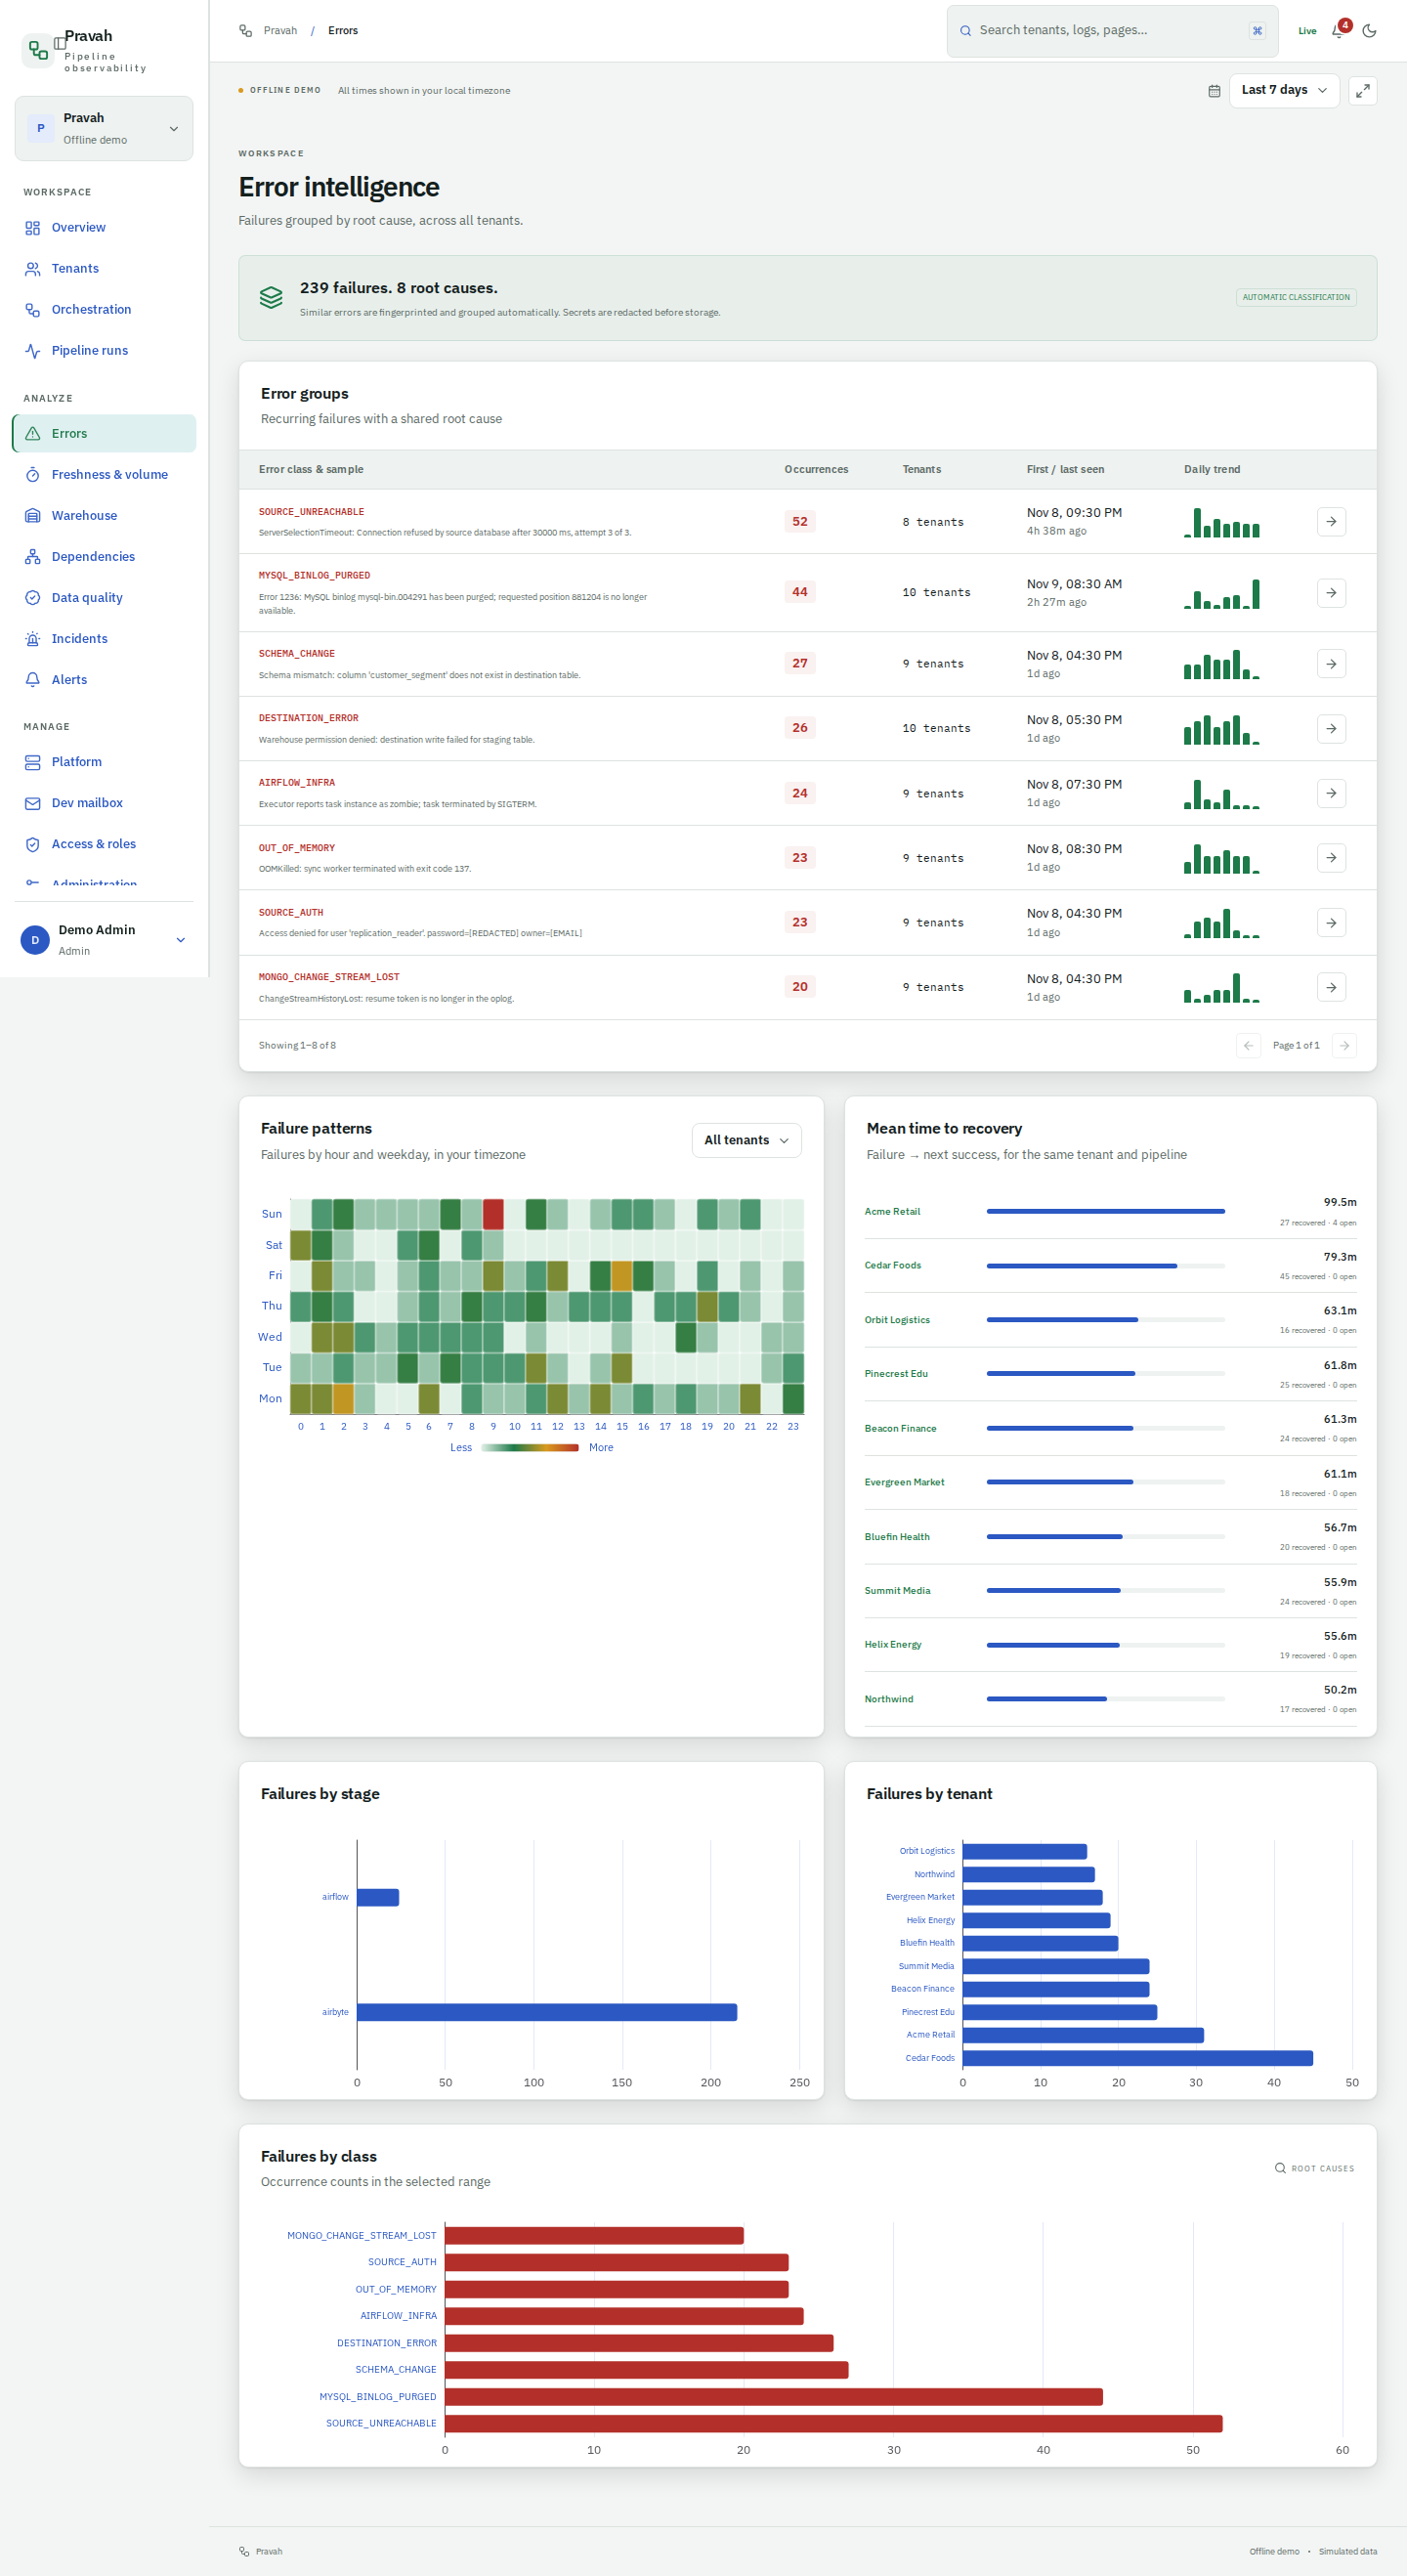 Pravah
Pipeline
observability
P
Pravah
Offline demo
WORKSPACE
Overview
Tenants
Orchestration
Pipeline runs
ANALYZE
Errors
Freshness & volume
Warehouse
Dependencies
Data quality
Incidents
Alerts
MANAGE
Platform
Dev mailbox
Access & roles
Administration
D
Demo Admin
Admin
Pravah / Errors
Search tenants, logs, pages...
⌘
Live
4
OFFLINE DEMO
All times shown in your local timezone
Last 7 days
WORKSPACE
Error intelligence
Failures grouped by root cause, across all tenants.
239 failures. 8 root causes.
Similar errors are fingerprinted and grouped automatically. Secrets are redacted before storage.
AUTOMATIC CLASSIFICATION
Error groups
Recurring failures with a shared root cause
Error class & sample Occurrences Tenants First / last seen Daily trend
SOURCE_UNREACHABLE
ServerSelectionTimeout: Connection refused by source database after 30000 ms, attempt 3 of 3.
52
8 tenants
Nov 8, 09:30 PM
4h 38m ago
MYSQL_BINLOG_PURGED
Error 1236: MySQL binlog mysql-bin.004291 has been purged; requested position 881204 is no longer
available.
44
10 tenants
Nov 9, 08:30 AM
2h 27m ago
SCHEMA_CHANGE
Schema mismatch: column 'customer_segment' does not exist in destination table.
27
9 tenants
Nov 8, 04:30 PM
1d ago
DESTINATION_ERROR
Warehouse permission denied: destination write failed for staging table.
26
10 tenants
Nov 8, 05:30 PM
1d ago
AIRFLOW_INFRA
Executor reports task instance as zombie; task terminated by SIGTERM.
24
9 tenants
Nov 8, 07:30 PM
1d ago
OUT_OF_MEMORY
OOMKilled: sync worker terminated with exit code 137.
23
9 tenants
Nov 8, 08:30 PM
1d ago
SOURCE_AUTH
Access denied for user 'replication_reader'. password=[REDACTED] owner=[EMAIL]
23
9 tenants
Nov 8, 04:30 PM
1d ago
MONGO_CHANGE_STREAM_LOST
ChangeStreamHistoryLost: resume token is no longer in the oplog.
20
9 tenants
Nov 8, 04:30 PM
1d ago
Showing 1–8 of 8
Page 1 of 1
Failure patterns
Failures by hour and weekday, in your timezone
All tenants
Sun
Sat
Fri
Thu
Wed
Tue
Mon
0 1 2 3 4 5 6 7 8 9 10 11 12 13 14 15 16 17 18 19 20 21 22 23
Less More
Mean time to recovery
Failure → next success, for the same tenant and pipeline
Acme Retail
99.5m
27 recovered · 4 open
Cedar Foods
79.3m
45 recovered · 0 open
Orbit Logistics
63.1m
16 recovered · 0 open
Pinecrest Edu
61.8m
25 recovered · 0 open
Beacon Finance
61.3m
24 recovered · 0 open
Evergreen Market
61.1m
18 recovered · 0 open
Bluefin Health
56.7m
20 recovered · 0 open
Summit Media
55.9m
24 recovered · 0 open
Helix Energy
55.6m
19 recovered · 0 open
Northwind
50.2m
17 recovered · 0 open
Failures by stage
airflow
airbyte
0 50 100 150 200 250
Failures by tenant
Orbit Logistics
Northwind
Evergreen Market
Helix Energy
Bluefin Health
Summit Media
Beacon Finance
Pinecrest Edu
Acme Retail
Cedar Foods
0 10 20 30 40 50
Failures by class
Occurrence counts in the selected range
ROOT CAUSES
MONGO_CHANGE_STREAM_LOST
SOURCE_AUTH
OUT_OF_MEMORY
AIRFLOW_INFRA
DESTINATION_ERROR
SCHEMA_CHANGE
MYSQL_BINLOG_PURGED
SOURCE_UNREACHABLE
0 10 20 30 40 50 60
Pravah
Offline demo • Simulated data